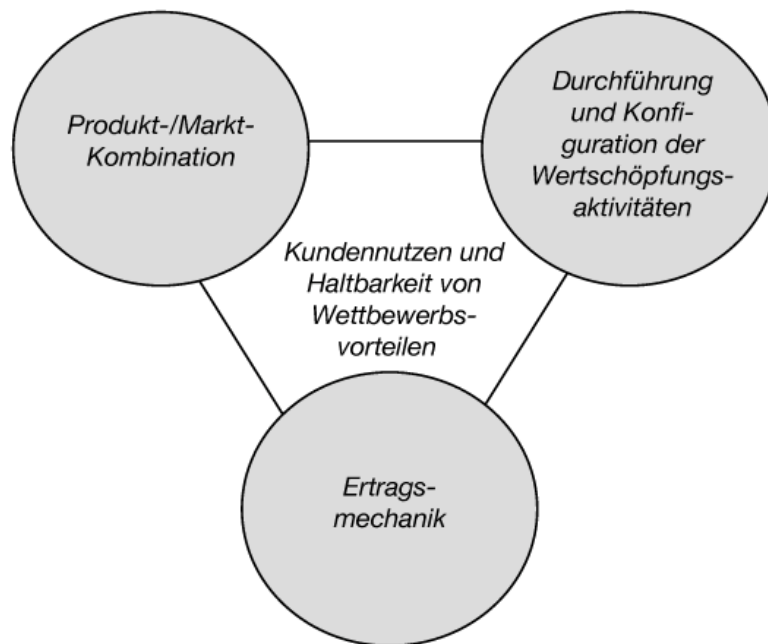 Produkt-/Markt-
Kombination
Durchführung
und Konfi-
guration der
Wertschöpfungs-
aktivitäten
Kundennutzen und
Haltbarkeit von
Wettbewerbs-
vorteilen
Ertrags-
mechanik